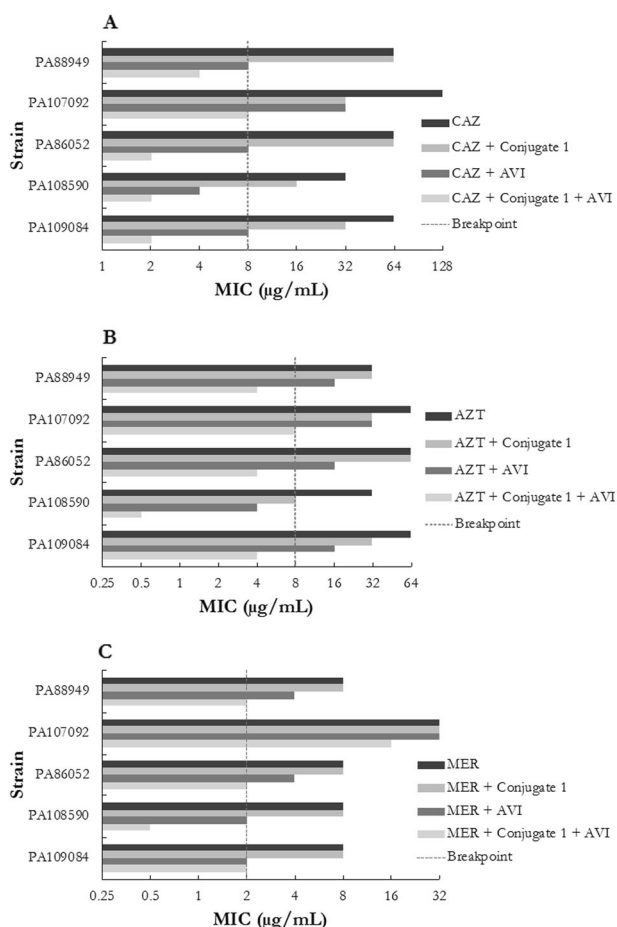 A
Strain
PA88949
PA107092
PA86052
PA108590
PA109084
1 2 4 8 16 32 64 128
MIC (µg/mL)
CAZ
CAZ + Conjugate 1
CAZ + AVI
CAZ + Conjugate 1 + AVI
Breakpoint
B
Strain
PA88949
PA107092
PA86052
PA108590
PA109084
0.25 0.5 1 2 4 8 16 32 64
MIC (µg/mL)
AZT
AZT + Conjugate 1
AZT + AVI
AZT + Conjugate 1 + AVI
Breakpoint
C
Strain
PA88949
PA107092
PA86052
PA108590
PA109084
0.25 0.5 1 2 4 8 16 32
MIC (µg/mL)
MER
MER + Conjugate 1
MER + AVI
MER + Conjugate 1 + AVI
Breakpoint